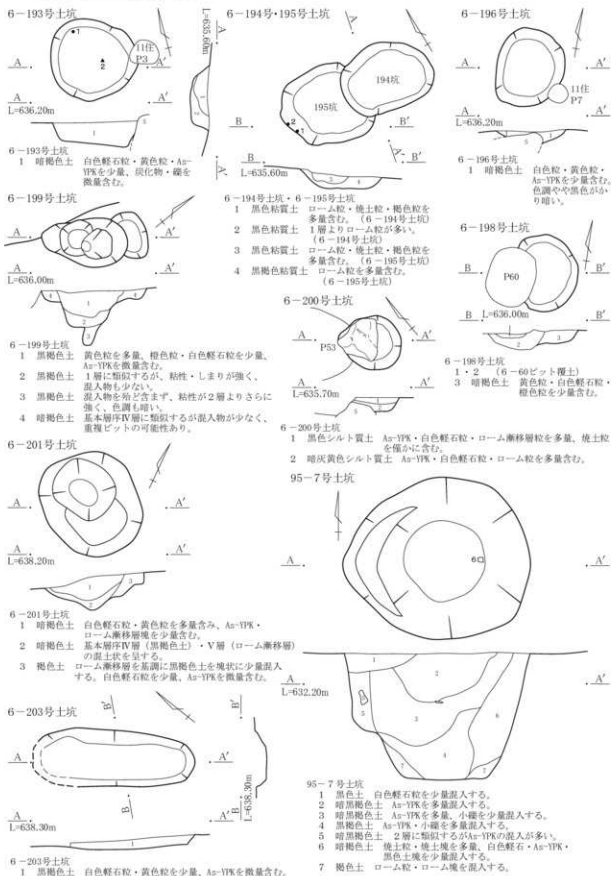 6－193号土坑
1
2
11住
P3
A
A′
L=636.20m
6－193号土坑
1 暗褐色土 白色軽石粒・黄色粒・As-
YPKを少量、炭化物・礫を
微量含む。
6－194号・195号土坑
L=635.60m
A
A′
194坑
195坑
2
1
B
B′
L=635.60m
6－194号土坑・6－195号土坑
1 黒色粘質土 ローム粒・焼土粒・褐色粒を
多量含む。（6－194号土坑）
2 黒色粘質土 1層よりローム粒が多い。
（6－194号土坑）
3 黒色粘質土 ローム粒・焼土粒・褐色粒を
多量含む。（6－195号土坑）
4 黒褐色粘質土 ローム粒を多量含む。
（6－195号土坑）
6－196号土坑
11住
P7
A
A′
L=636.20m
6－196号土坑
1 暗褐色土 白色粒・黄色粒・
As-YPKを少量含む。
色調やや黒色がか
り暗い。
6－199号土坑
A
A′
L=636.00m
6－199号土坑
1 黒褐色土 黄色粒を多量、橙色粒・白色軽石粒を少量、
As-YPKを微量含む。
2 黒褐色土 1層に類似するが、粘性・しまりが強く、
混入物も少ない。
3 黒褐色土 混入物を殆ど含まず、粘性が2層よりさらに
強く、色調も暗い。
4 暗褐色土 基本層序Ⅳ層に類似するが混入物が少なく、
重複ピットの可能性あり。
6－198号土坑
P60
B
B′
L=636.00m
6－198号土坑
1・2 （6－60ピット覆土）
3 暗褐色土 黄色粒・白色軽石粒・
橙色粒を少量含む。
6－200号土坑
P53
A
A′
L=635.70m
6－200号土坑
1 黒色シルト質土 As-YPK・白色軽石粒・ローム漸移層粒を多量、焼土粒
を僅かに含む。
2 暗灰黄色シルト質土 As-YPK・白色軽石粒・ローム粒を多量含む。
6－201号土坑
A
A′
L=638.20m
6－201号土坑
1 暗褐色土 白色軽石粒・黄色粒を多量含み、As-YPK・
ローム漸移層塊を少量含む。
2 暗褐色土 基本層序Ⅳ層（黒褐色土）・Ⅴ層（ローム漸移層）
の混土状を呈する。
3 褐色土 ローム漸移層を基調に黒褐色土を塊状に少量混入
する。白色軽石粒を少量、As-YPKを微量含む。
95－7号土坑
6
A
A′
L=632.20m
95－7号土坑
1 黒色土 白色軽石粒を少量混入する。
2 暗黒褐色土 As-YPKを多量混入する。
3 暗黒褐色土 As-YPKを多量、小礫を少量混入する。
4 黒褐色土 As-YPK・小礫を多量混入する。
5 暗黒褐色土 2層に類似するがAs-YPKの混入が多い。
6 暗褐色土 焼土粒・焼土塊を多量、白色軽石・As-YPK・
黒色土塊を少量混入する。
7 褐色土 ローム粒・ローム塊を混入する。
6－203号土坑
A
A′
B
B′
L=638.30m
L=638.30m
6－203号土坑
1 黒褐色土 白色軽石粒・黄色粒を少量、As-YPKを微量含む。